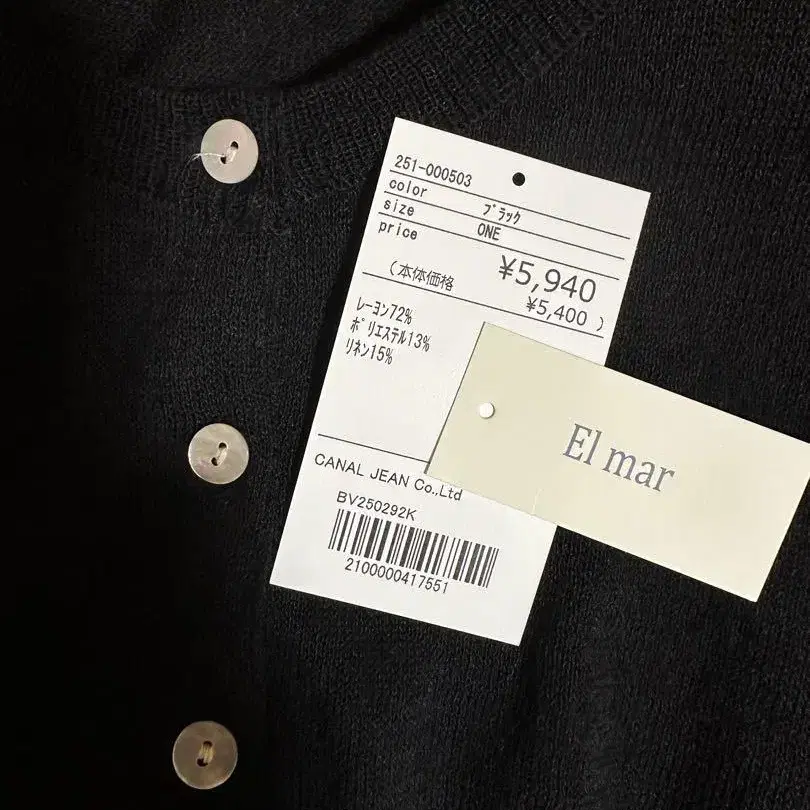 251-000503
color ブラック
size ONE
price
¥5,940
(本体価格 ¥5,400 )
レーヨン72%
ポリエステル13%
リネン15%
El mar
CANAL JEAN Co.,Ltd
BV250292K
2100000417551